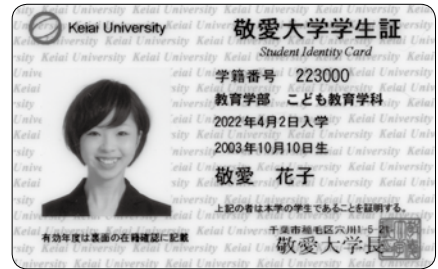 Keiai University
敬愛大学学生証
Student Identity Card
学籍番号 223000
教育学部 こども教育学科
2022年4月2日入学
2003年10月10日生
敬愛 花子
上記の者は本学の学生であることを証明する。
有効年度は裏面の在籍確認に記載
千葉市稲毛区穴川1-5-21
敬愛大学長